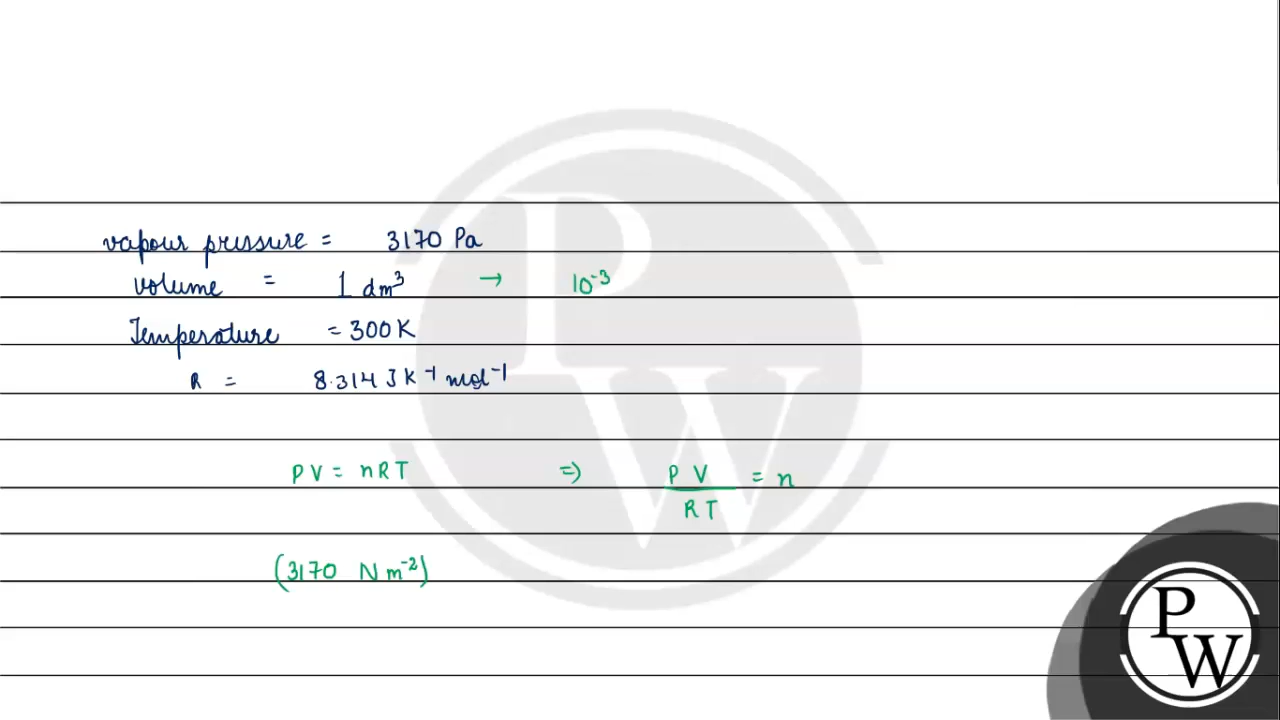 vapour pressure = 3170 Pa
volume = 1 dm³ → 10⁻³
Temperature = 300 K
R = 8.314 J K⁻¹ mol⁻¹
PV = nRT ⇒ PV/RT = n
(3170 N m⁻²)
PW
PW